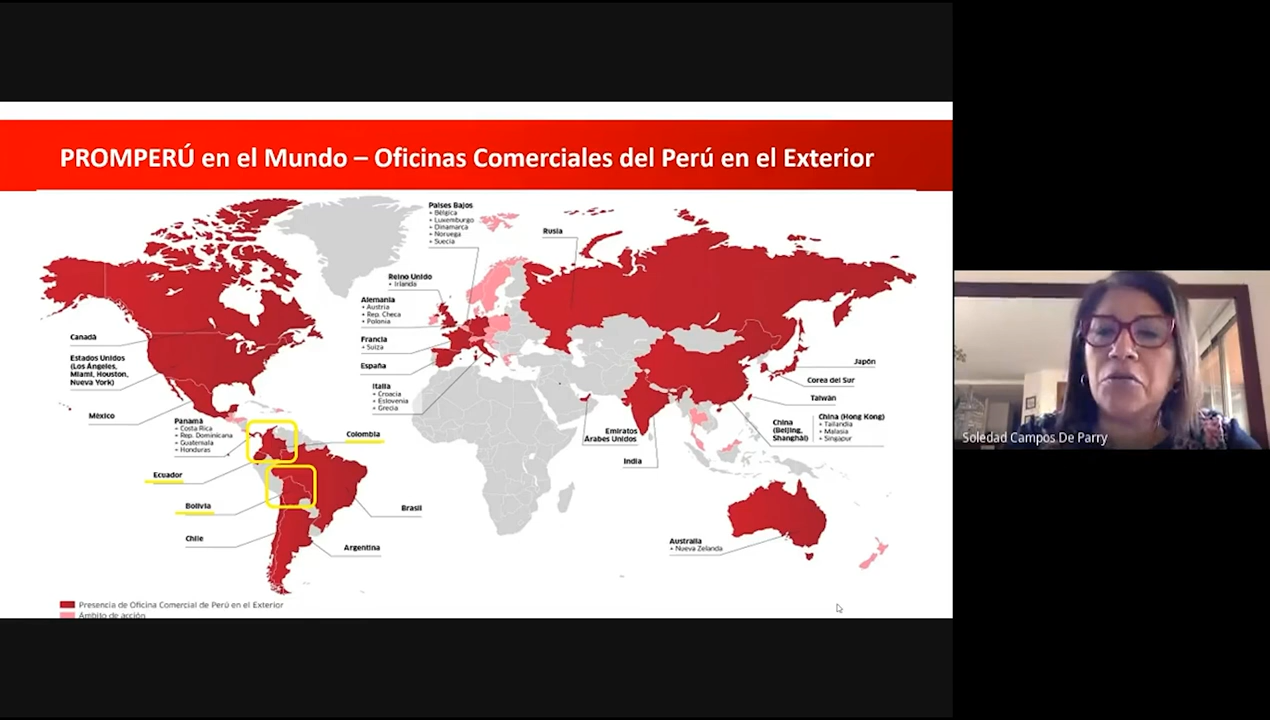 PROMPERÚ en el Mundo – Oficinas Comerciales del Perú en el Exterior
Países Bajos
+ Bélgica
+ Luxemburgo
+ Dinamarca
+ Noruega
+ Suecia
Rusia
Reino Unido
+ Irlanda
Alemania
+ Austria
+ Rep. Checa
+ Polonia
Francia
+ Suiza
España
Italia
+ Croacia
+ Eslovenia
+ Grecia
Canadá
Estados Unidos
(Los Ángeles,
Miami, Houston,
Nueva York)
México
Panamá
+ Costa Rica
+ Rep. Dominicana
+ Guatemala
+ Honduras
Colombia
Ecuador
Bolivia
Chile
Brasil
Argentina
Emiratos
Árabes Unidos
India
Japón
Corea del Sur
Taiwán
China
(Beijing,
Shanghái)
China (Hong Kong)
+ Tailandia
+ Malasia
+ Singapur
Australia
+ Nueva Zelanda
Presencia de Oficina Comercial de Perú en el Exterior
Ámbito de acción
Soledad Campos De Parry